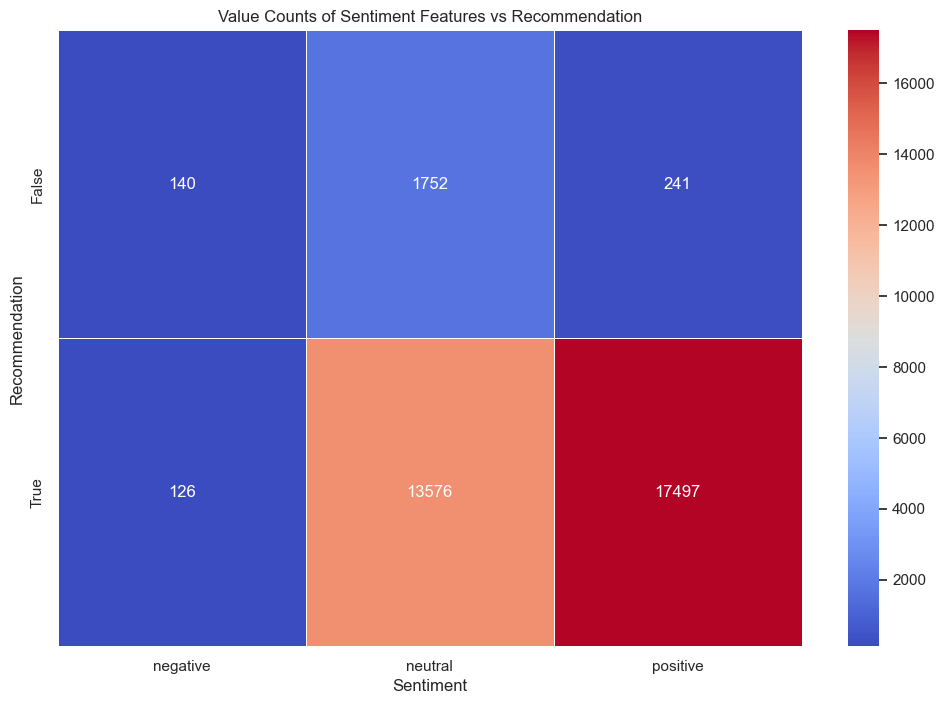 Value Counts of Sentiment Features vs Recommendation
Recommendation
False
True
140
1752
241
126
13576
17497
negative
neutral
positive
Sentiment
16000
14000
12000
10000
8000
6000
4000
2000